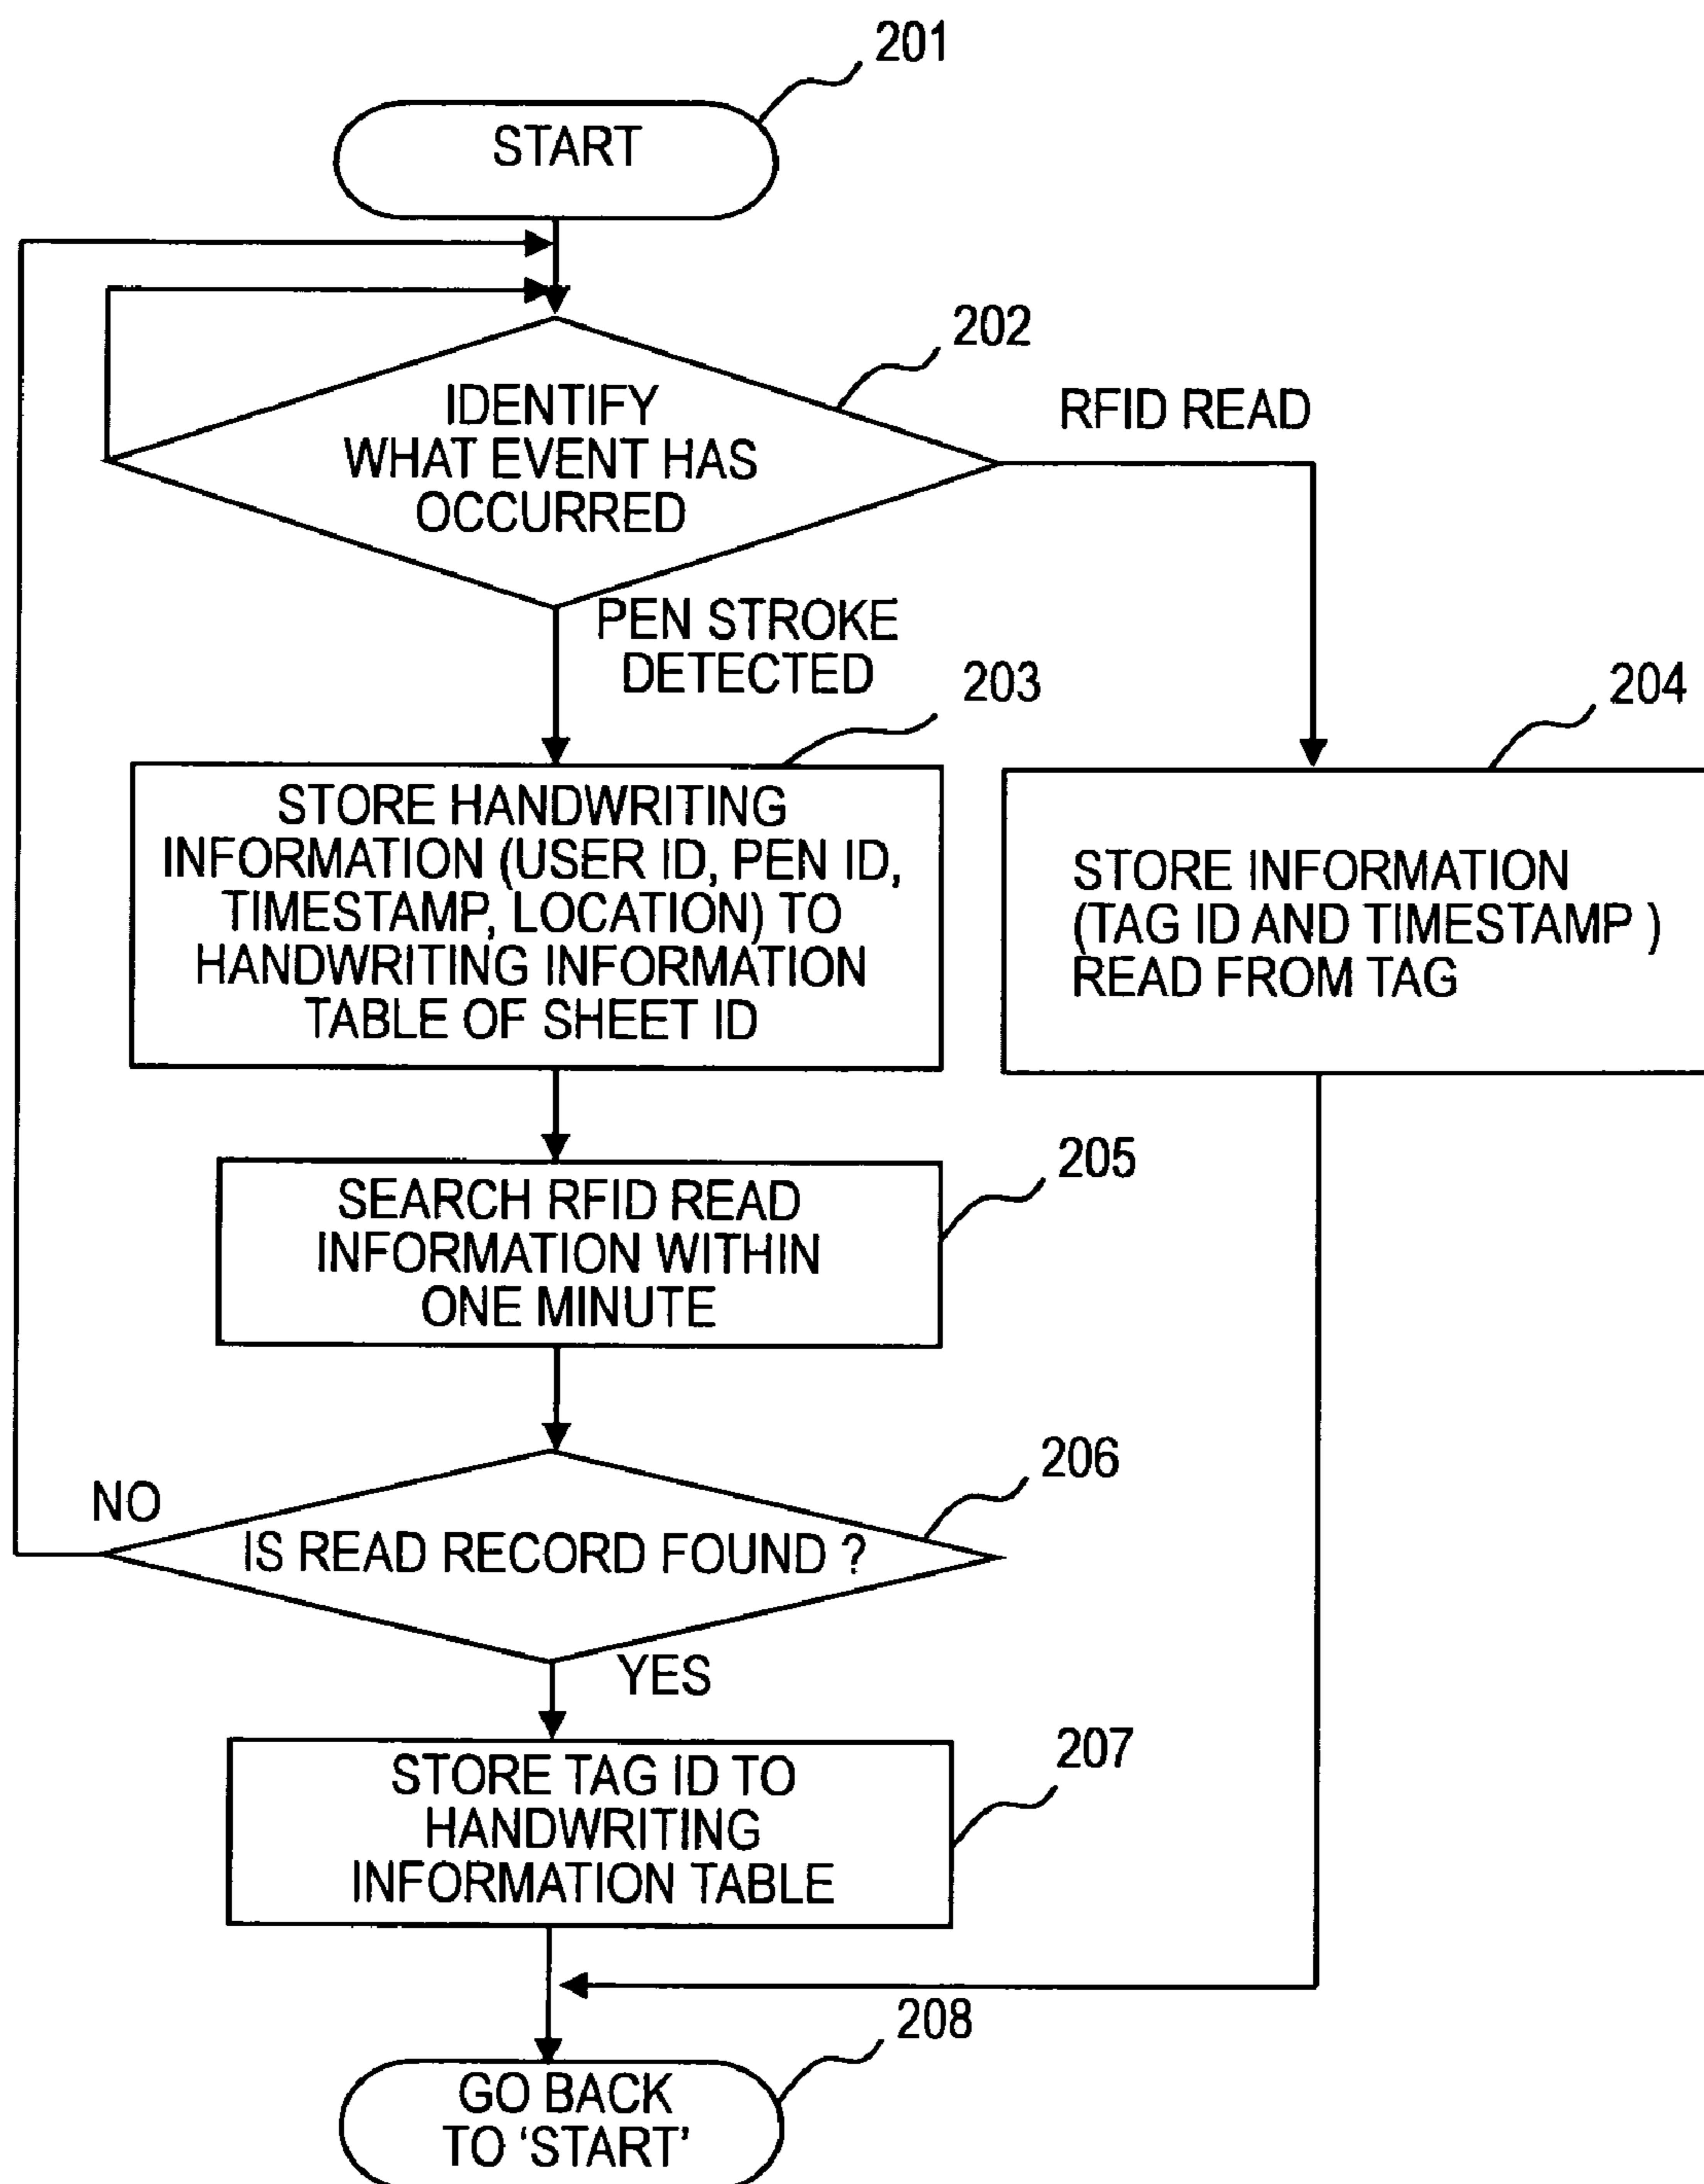 201
START
202
IDENTIFY
WHAT EVENT HAS
OCCURRED
RFID READ
PEN STROKE
DETECTED
203
204
STORE HANDWRITING
INFORMATION (USER ID, PEN ID,
TIMESTAMP, LOCATION) TO
HANDWRITING INFORMATION
TABLE OF SHEET ID
STORE INFORMATION
(TAG ID AND TIMESTAMP )
READ FROM TAG
205
SEARCH RFID READ
INFORMATION WITHIN
ONE MINUTE
206
NO
IS READ RECORD FOUND ?
YES
207
STORE TAG ID TO
HANDWRITING
INFORMATION TABLE
208
GO BACK
TO ‘START’